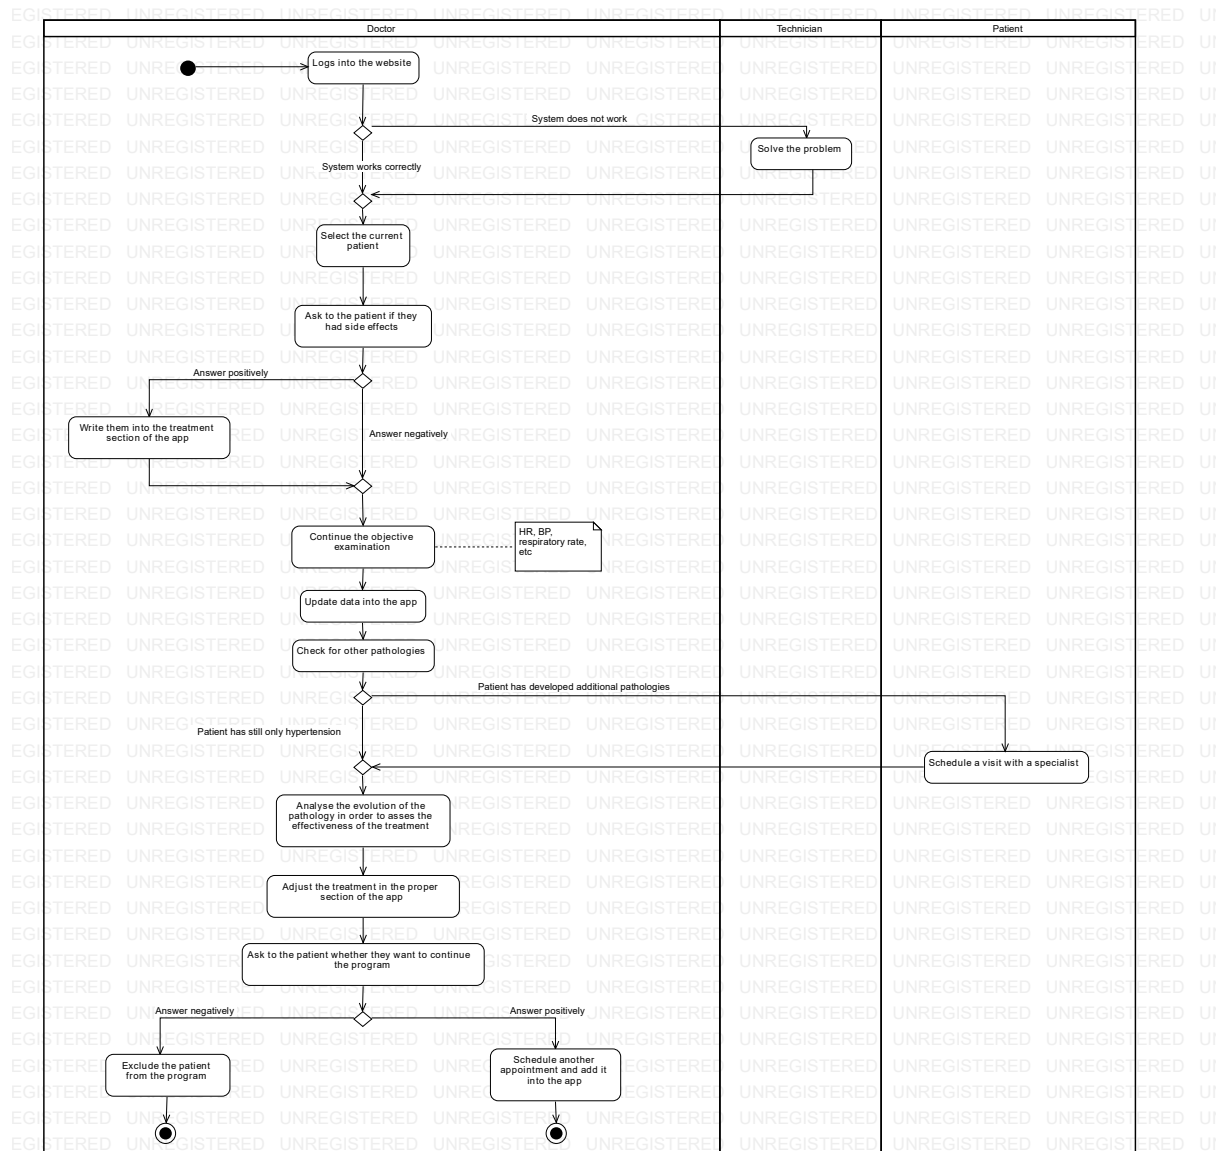 Doctor
Technician
Patient
Logs into the website
System does not work
Solve the problem
System works correctly
Select the current
patient
Ask to the patient if they
had side effects
Answer positively
Write them into the treatment
section of the app
Answer negatively
Continue the objective
examination
HR, BP,
respiratory rate,
etc
Update data into the app
Check for other pathologies
Patient has developed additional pathologies
Patient has still only hypertension
Schedule a visit with a specialist
Analyse the evolution of the
pathology in order to asses the
effectiveness of the treatment
Adjust the treatment in the proper
section of the app
Ask to the patient whether they want to continue
the program
Answer negatively
Answer positively
Exclude the patient
from the program
Schedule another
appointment and add it
into the app
UNREGISTERED